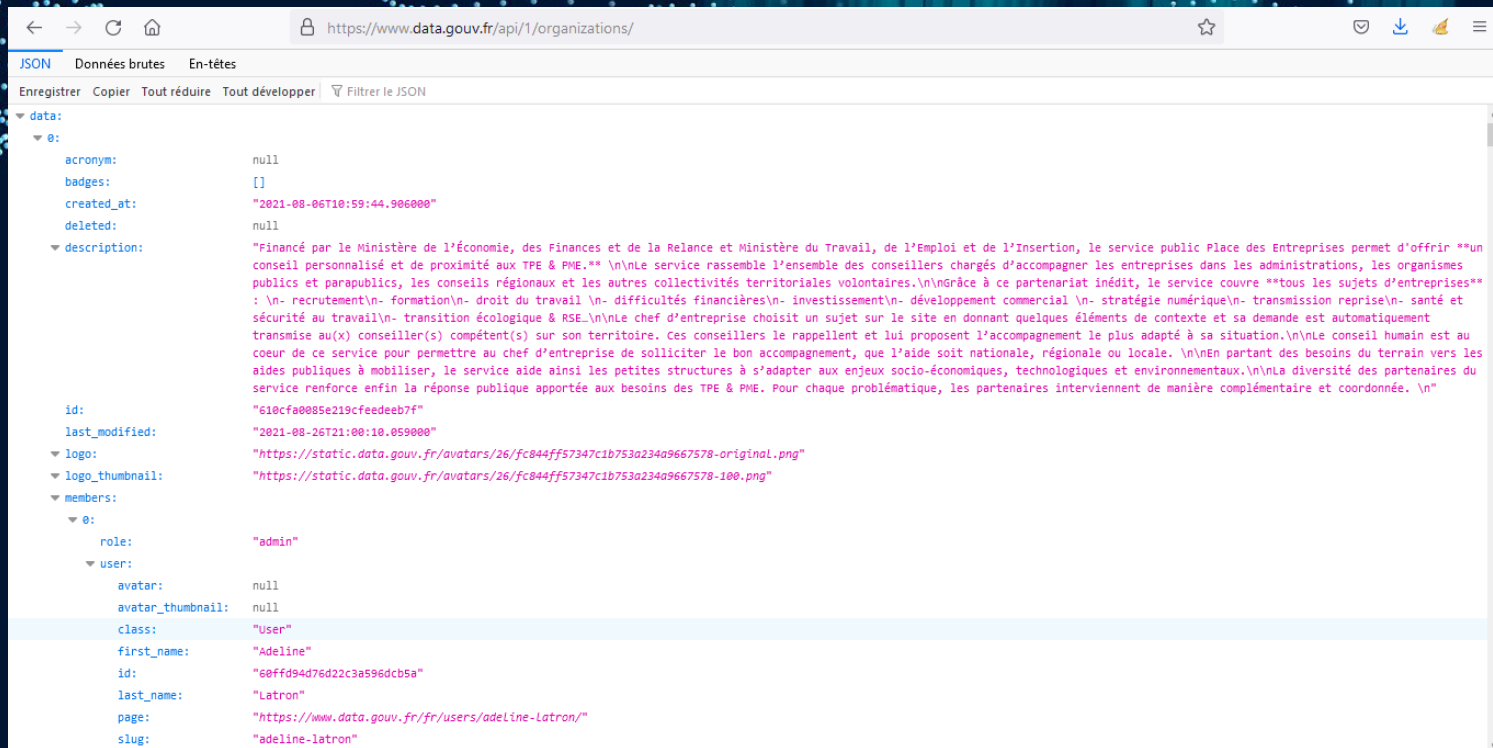 https://www.data.gouv.fr/api/1/organizations/
JSON Données brutes En-têtes
Enregistrer Copier Tout réduire Tout développer Filtrer le JSON
data:
0:
acronym: null
badges: []
created_at: "2021-08-06T10:59:44.906000"
deleted: null
description: "Financé par le Ministère de l’Économie, des Finances et de la Relance et Ministère du Travail, de l’Emploi et de l’Insertion, le service public Place des Entreprises permet d'offrir **un
conseil personnalisé et de proximité aux TPE & PME.** \n\nLe service rassemble l’ensemble des conseillers chargés d’accompagner les entreprises dans les administrations, les organismes
publics et parapublics, les conseils régionaux et les autres collectivités territoriales volontaires.\n\nGrâce à ce partenariat inédit, le service couvre **tous les sujets d’entreprises**
: \n- recrutement\n- formation\n- droit du travail \n- difficultés financières\n- investissement\n- développement commercial \n- stratégie numérique\n- transmission reprise\n- santé et
sécurité au travail\n- transition écologique & RSE…\n\nLe chef d’entreprise choisit un sujet sur le site en donnant quelques éléments de contexte et sa demande est automatiquement
transmise au(x) conseiller(s) compétent(s) sur son territoire. Ces conseillers le rappellent et lui proposent l’accompagnement le plus adapté à sa situation.\n\nLe conseil humain est au
coeur de ce service pour permettre au chef d’entreprise de solliciter le bon accompagnement, que l’aide soit nationale, régionale ou locale. \n\nEn partant des besoins du terrain vers les
aides publiques à mobiliser, le service aide ainsi les petites structures à s’adapter aux enjeux socio-économiques, technologiques et environnementaux.\n\nLa diversité des partenaires du
service renforce enfin la réponse publique apportée aux besoins des TPE & PME. Pour chaque problématique, les partenaires interviennent de manière complémentaire et coordonnée. \n"
id: "610cfa0085e219cfeedeeb7f"
last_modified: "2021-08-26T21:00:10.059000"
logo: "https://static.data.gouv.fr/avatars/26/fc844ff57347c1b753a234a9667578-original.png"
logo_thumbnail: "https://static.data.gouv.fr/avatars/26/fc844ff57347c1b753a234a9667578-100.png"
members:
0:
role: "admin"
user:
avatar: null
avatar_thumbnail: null
class: "User"
first_name: "Adeline"
id: "60ffd94d76d22c3a596dcb5a"
last_name: "Latron"
page: "https://www.data.gouv.fr/fr/users/adeline-latron/"
slug: "adeline-latron"